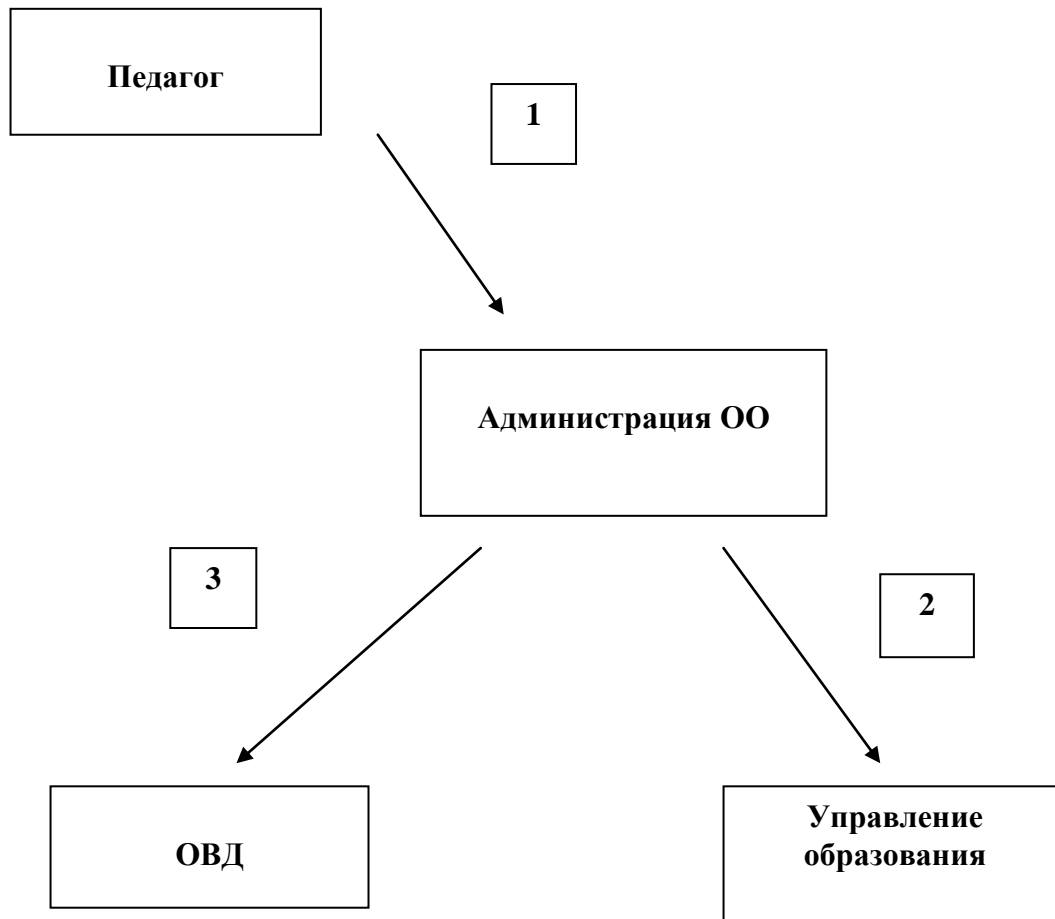 Педагог
1
Администрация ОО
3
2
ОВД
Управление
образования